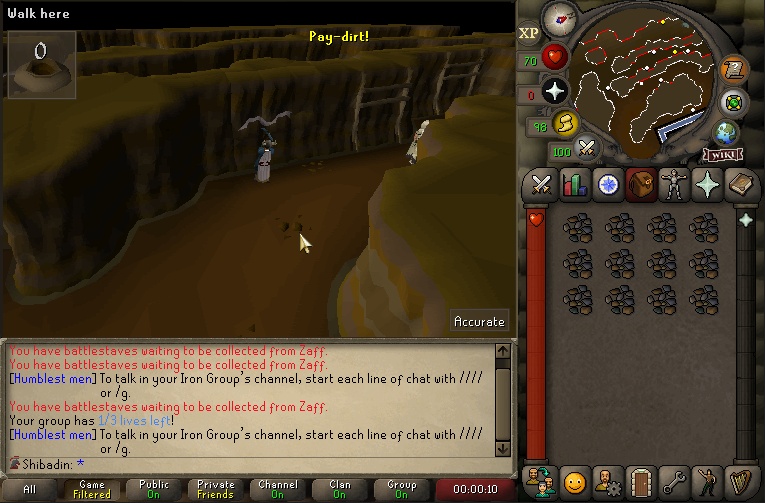 Walk here
0
Pay-dirt!
XP
70
0
98
100
WIKI
Accurate
You have battlestaves waiting to be collected from Zaff.
You have battlestaves waiting to be collected from Zaff.
[Humblest men] To talk in your Iron Group's channel, start each line of chat with ////
or /g.
You have battlestaves waiting to be collected from Zaff.
Your group has 1/3 lives left!
[Humblest men] To talk in your Iron Group's channel, start each line of chat with ////
or /g.
Shibadin: *
All
Game
Filtered
Public
On
Private
Friends
Channel
On
Clan
On
Group
On
00:00:10